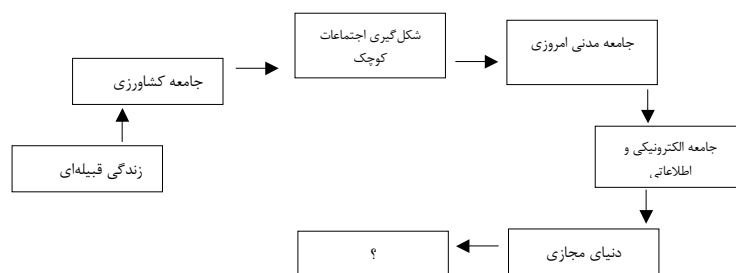 شکل‌گیری اجتماعات
کوچک
جامعه مدنی امروزی
جامعه کشاورزی
جامعه الکترونیکی و
اطلاعاتی
زندگی قبیله‌ای
دنیای مجازی
؟